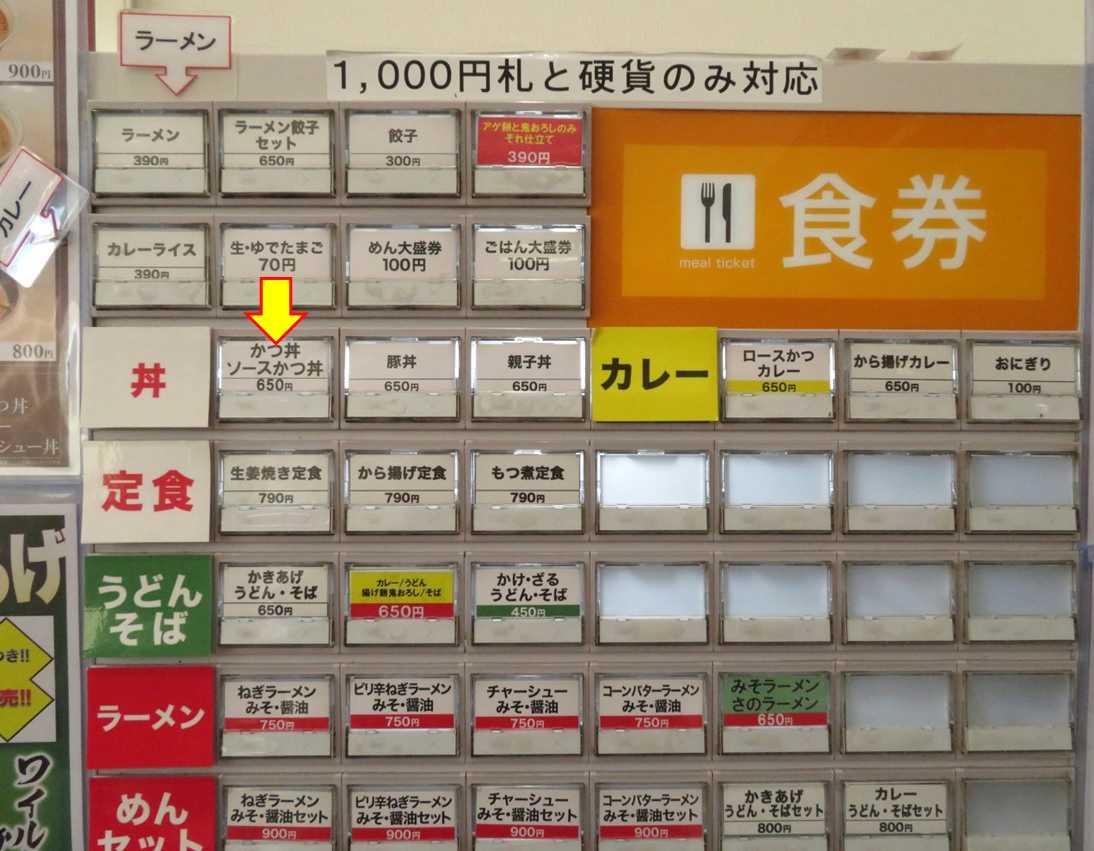 ラーメン
1,000円札と硬貨のみ対応
900円
ラーメン
390円
ラーメン餃子
セット
650円
餃子
300円
アゲ餅と鬼おろしのみ
ぞれ仕立て
390円
食券
meal ticket
カレー
カレーライス
390円
生・ゆでたまご
70円
めん大盛券
100円
ごはん大盛券
100円
800円
丼
かつ丼
ソースかつ丼
650円
豚丼
650円
親子丼
650円
カレー
ロースかつ
カレー
650円
から揚げカレー
650円
おにぎり
100円
つ丼
シュー丼
定食
生姜焼き定食
790円
から揚げ定食
790円
もつ煮定食
790円
あげ
うどん
そば
かきあげ
うどん・そば
650円
カレー/うどん
揚げ餅鬼おろし/そば
650円
かけ・ざる
うどん・そば
450円
つき!!
売!!
ラーメン
ねぎラーメン
みそ・醤油
750円
ピリ辛ねぎラーメン
みそ・醤油
750円
チャーシュー
みそ・醤油
750円
コーンバターラーメン
みそ・醤油
750円
みそラーメン
さのラーメン
650円
ワイル
めん
セット
ねぎラーメン
みそ・醤油セット
900円
ピリ辛ねぎラーメン
みそ・醤油セット
900円
チャーシュー
みそ・醤油セット
900円
コーンバターラーメン
みそ・醤油セット
900円
かきあげ
うどん・そばセット
800円
カレー
うどん・そばセット
800円